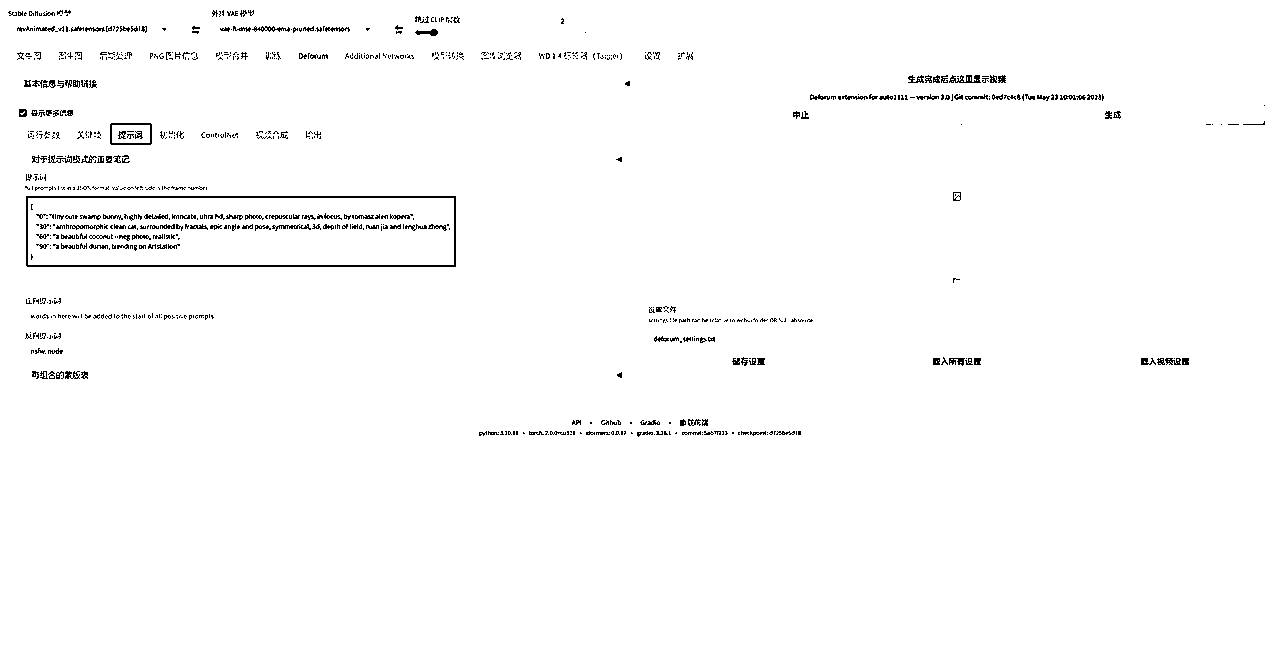 Stable Diffusion 模型
外挂 VAE 模型
跳过 CLIP 层数
2
revAnimated_v11.safetensors [d725be5d18]
vae-ft-mse-840000-ema-pruned.safetensors
文生图 图生图 后期处理 PNG 图片信息 模型合并 训练 Deforum Additional Networks 模型转换 图库浏览器 WD 1.4 标签器 (Tagger) 设置 扩展
基本信息与帮助链接
生成完成后点这里显示视频
Deforum extension for auto1111 — version 3.0 | Git commit: (Tue May 23 10:01:06 2023)
中止
生成
显示更多信息
运行参数 关键帧 提示词 初始化 ControlNet 视频合成 输出
对于提示词模式的重要笔记
提示词
full prompts list in a JSON format. value on left side is the frame number
{
"0": "tiny cute swamp bunny, highly detailed, intricate, ultra hd, sharp photo, crepuscular rays, in focus, by tomasz alen kopera",
"30": "anthropomorphic clean cat, surrounded by fractals, epic angle and pose, symmetrical, 3d, depth of field, ruan jia and fenghua zhong",
"60": "a beautiful coconut --neg photo, realistic",
"90": "a beautiful durian, trending on Artstation"
}
正向提示词
words in here will be added to the start of all positive prompts
反向提示词
nsfw, nude
可组合的蒙版表
设置文件
settings file path can be relative to webui folder OR full - absolute
deforum_settings.txt
储存设置
载入所有设置
载入视频设置
API • Github • Gradio • 重载前端
python: 3.10.8 • torch: 2.0.0+cu118 • xformers: 0.0.17 • gradio: • commit: • checkpoint: d725be5d18